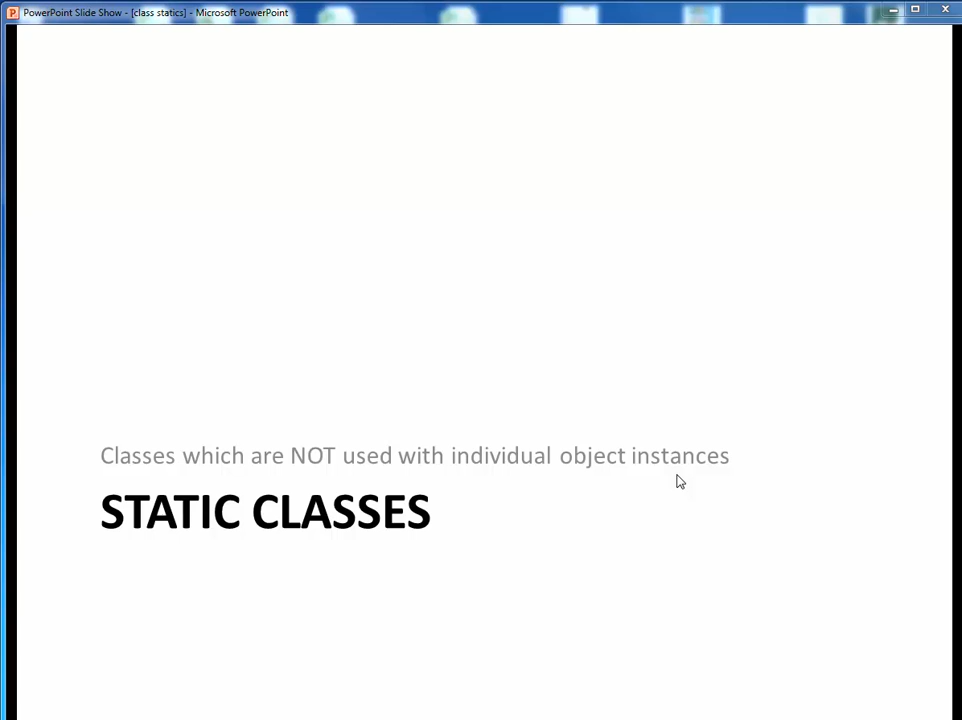 PowerPoint Slide Show - [class statics] - Microsoft PowerPoint
Classes which are NOT used with individual object instances
STATIC CLASSES